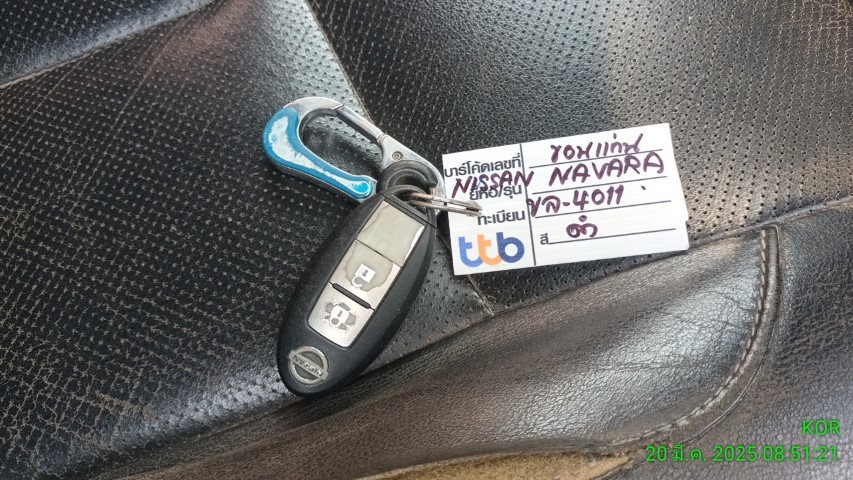 บาร์โค้ดเลขที่ ขอนแก่น
ยี่ห้อ/รุ่น NISSAN NAVARA
ทะเบียน ขล-4011
ttb สี ดำ
NISSAN
KOR
20 มี.ค. 2025 08:51:21